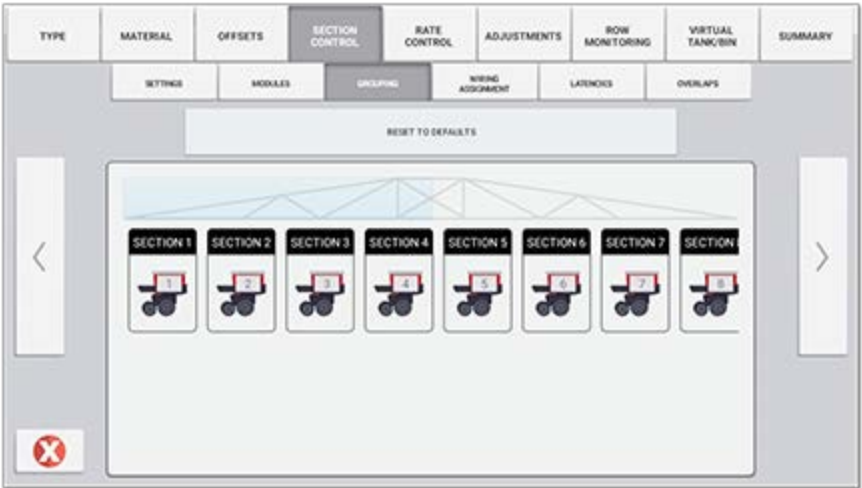 TYPE
MATERIAL
OFFSETS
SECTION
CONTROL
RATE
CONTROL
ADJUSTMENTS
ROW
MONITORING
VIRTUAL
TANK/BIN
SUMMARY
SETTINGS
MODULES
GROUPING
WIRING
ASSIGNMENT
LATENCIES
OVERLAPS
RESET TO DEFAULTS
SECTION 1
SECTION 2
SECTION 3
SECTION 4
SECTION 5
SECTION 6
SECTION 7
SECTION
1
2
3
4
5
6
7
8
X